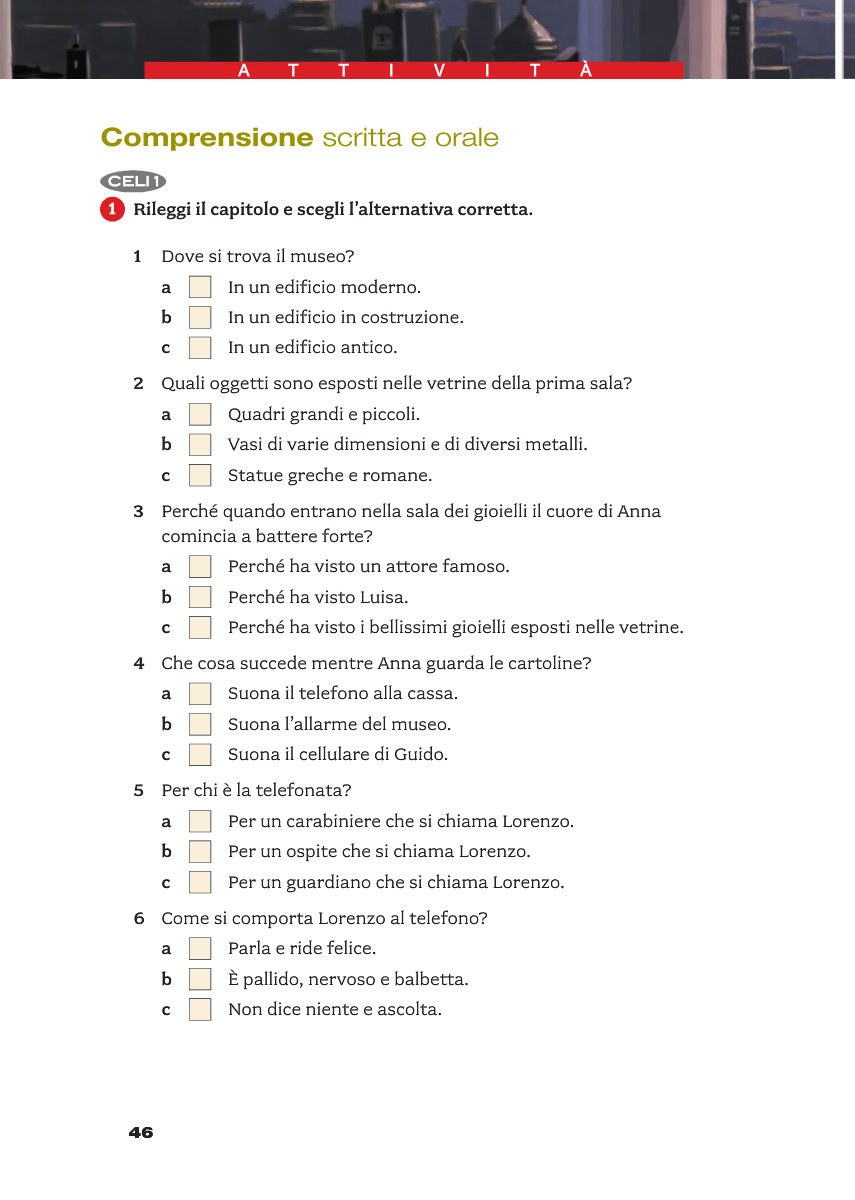 ATTIVITÀ
Comprensione scritta e orale
CELI 1
1 Rileggi il capitolo e scegli l'alternativa corretta.
1 Dove si trova il museo?
a In un edificio moderno.
b In un edificio in costruzione.
c In un edificio antico.
2 Quali oggetti sono esposti nelle vetrine della prima sala?
a Quadri grandi e piccoli.
b Vasi di varie dimensioni e di diversi metalli.
c Statue greche e romane.
3 Perché quando entrano nella sala dei gioielli il cuore di Anna
comincia a battere forte?
a Perché ha visto un attore famoso.
b Perché ha visto Luisa.
c Perché ha visto i bellissimi gioielli esposti nelle vetrine.
4 Che cosa succede mentre Anna guarda le cartoline?
a Suona il telefono alla cassa.
b Suona l'allarme del museo.
c Suona il cellulare di Guido.
5 Per chi è la telefonata?
a Per un carabiniere che si chiama Lorenzo.
b Per un ospite che si chiama Lorenzo.
c Per un guardiano che si chiama Lorenzo.
6 Come si comporta Lorenzo al telefono?
a Parla e ride felice.
b È pallido, nervoso e balbetta.
c Non dice niente e ascolta.
46